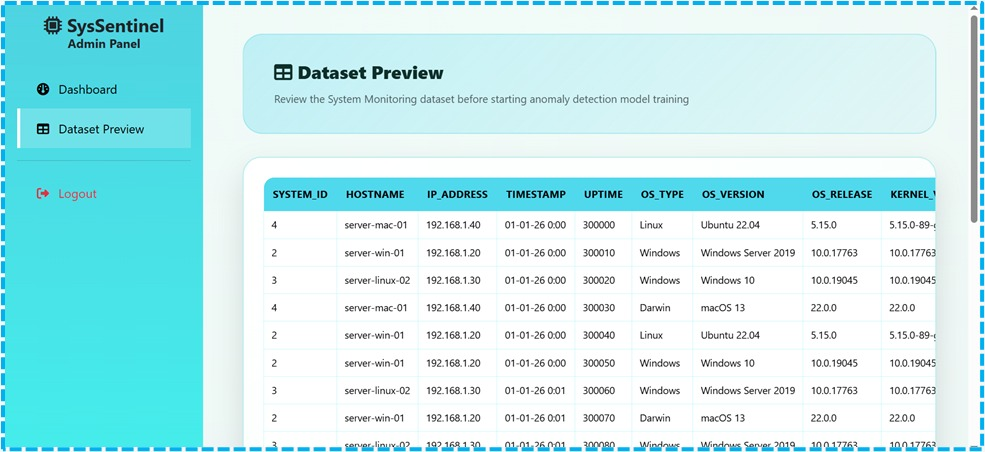 SysSentinel
Admin Panel
Dashboard
Dataset Preview
Logout
Dataset Preview
Review the System Monitoring dataset before starting anomaly detection model training
SYSTEM_ID HOSTNAME IP_ADDRESS TIMESTAMP UPTIME OS_TYPE OS_VERSION OS_RELEASE KERNEL_V
4 server-mac-01 192.168.1.40 01-01-26 0:00 300000 Linux Ubuntu 22.04 5.15.0 5.15.0-89-g
2 server-win-01 192.168.1.20 01-01-26 0:00 300010 Windows Windows Server 2019 10.0.17763 10.0.17763
3 server-linux-02 192.168.1.30 01-01-26 0:00 300020 Windows Windows 10 10.0.19045 10.0.19045
4 server-mac-01 192.168.1.40 01-01-26 0:00 300030 Darwin macOS 13 22.0.0 22.0.0
2 server-win-01 192.168.1.20 01-01-26 0:00 300040 Linux Ubuntu 22.04 5.15.0 5.15.0-89-g
2 server-win-01 192.168.1.20 01-01-26 0:00 300050 Windows Windows 10 10.0.19045 10.0.19045
3 server-linux-02 192.168.1.30 01-01-26 0:01 300060 Windows Windows Server 2019 10.0.17763 10.0.17763
2 server-win-01 192.168.1.20 01-01-26 0:01 300070 Darwin macOS 13 22.0.0 22.0.0
3 server-linux-02 192.168.1.30 01-01-26 0:01 300080 Windows Windows Server 2019 10.0.17763 10.0.17763